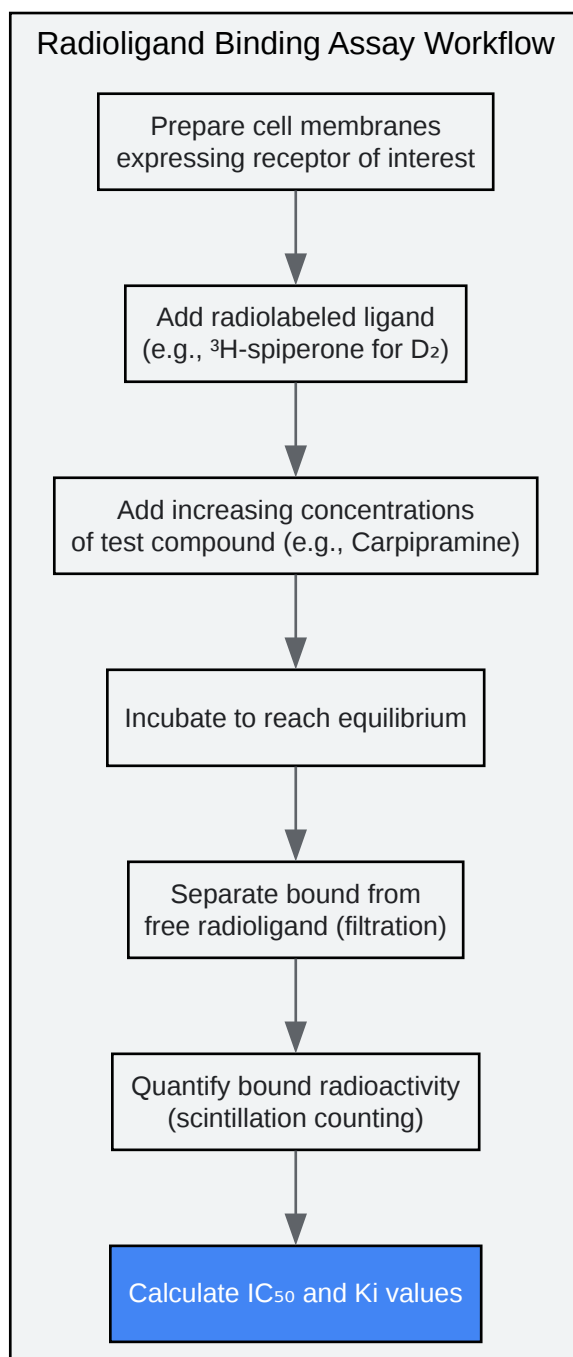 Radioligand Binding Assay Workflow
Prepare cell membranes
expressing receptor of interest
Add radiolabeled ligand
(e.g., ³H-spiperone for D₂)
Add increasing concentrations
of test compound (e.g., Carpipramine)
Incubate to reach equilibrium
Separate bound from
free radioligand (filtration)
Quantify bound radioactivity
(scintillation counting)
Calculate IC₅₀ and Ki values